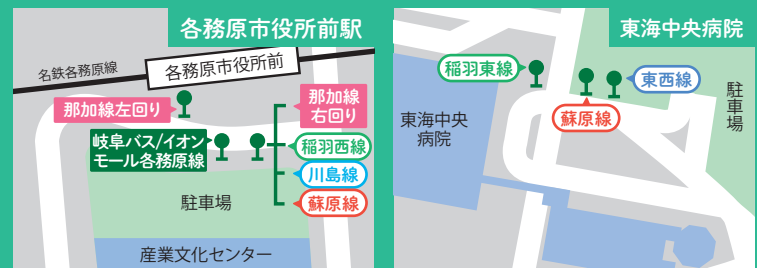 各務原市役所前駅
名鉄各務原線
各務原市役所前
那加線左回り
那加線
右回り
岐阜バス/イオン
モール各務原線
稲羽西線
川島線
蘇原線
駐車場
産業文化センター
東海中央病院
稲羽東線
東西線
蘇原線
東海中央
病院
駐車場